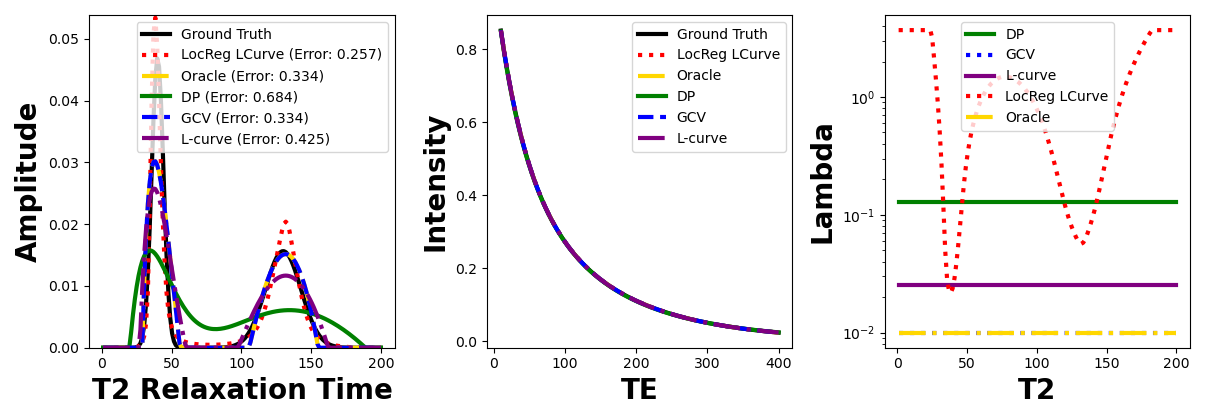 Amplitude
0.05
0.04
0.03
0.02
0.01
0.00
Ground Truth
LocReg LCurve (Error: 0.257)
Oracle (Error: 0.334)
DP (Error: 0.684)
GCV (Error: 0.334)
L-curve (Error: 0.425)
0 50 100 150 200
T2 Relaxation Time
Intensity
0.8
0.6
0.4
0.2
0.0
Ground Truth
LocReg LCurve
Oracle
DP
GCV
L-curve
0 100 200 300 400
TE
Lambda
10⁰
10⁻¹
10⁻²
DP
GCV
L-curve
LocReg LCurve
Oracle
0 50 100 150 200
T2